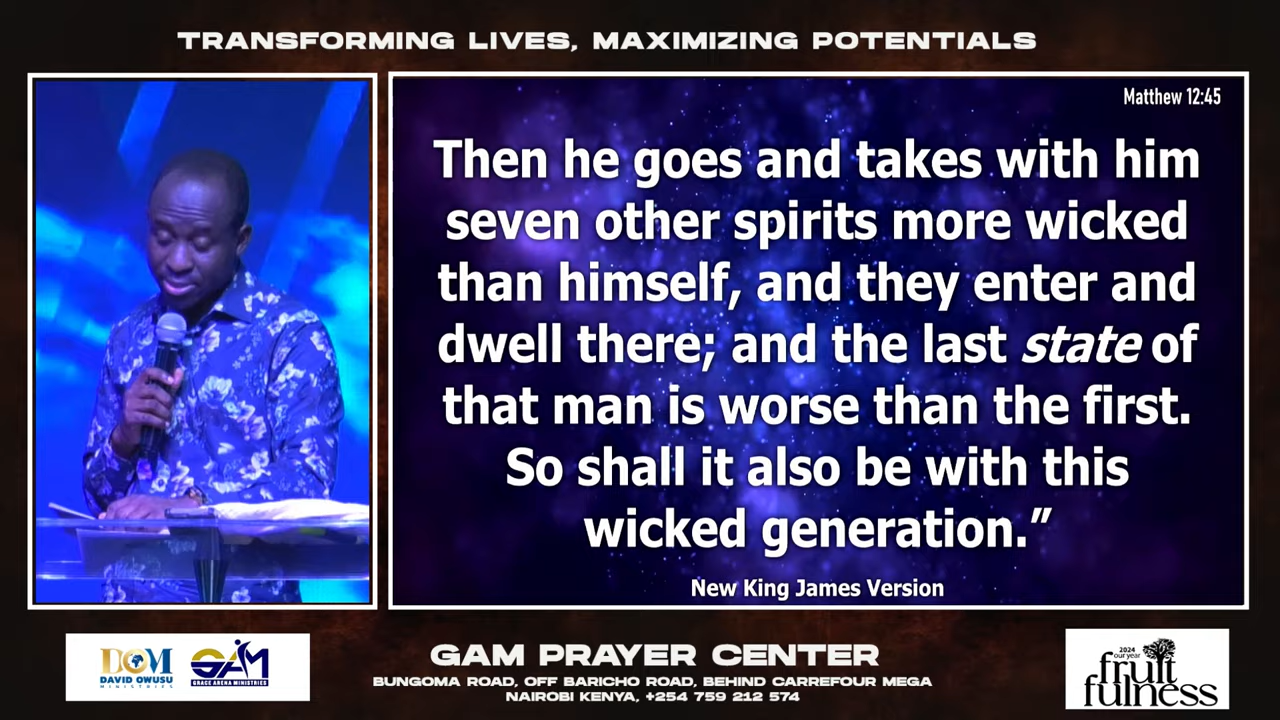 TRANSFORMING LIVES, MAXIMIZING POTENTIALS
Matthew 12:45
Then he goes and takes with him
seven other spirits more wicked
than himself, and they enter and
dwell there; and the last state of
that man is worse than the first.
So shall it also be with this
wicked generation.”
New King James Version
DOM
DAVID OWUSU
MINISTRIES
GAM
GRACE ARENA MINISTRIES
GAM PRAYER CENTER
BUNGOMA ROAD, OFF BARICHO ROAD, BEHIND CARREFOUR MEGA
NAIROBI KENYA, +254 759 212 574
2024
our year
fruit
fulness